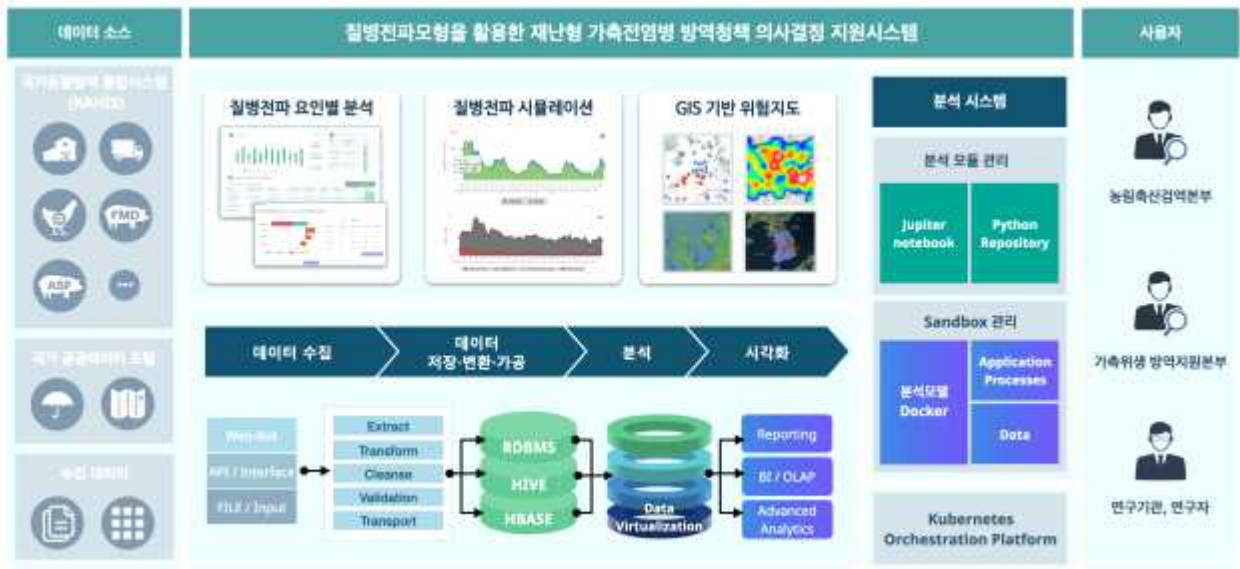 데이터 소스
국가동물방역 통합시스템
(KAHIS)
FMD
ASF
국가 공공데이터 포털
수집 데이터
질병전파모형을 활용한 재난형 가축전염병 방역정책 의사결정 지원시스템
질병전파 요인별 분석
질병전파 시뮬레이션
GIS 기반 위험지도
데이터 수집
데이터
저장·변환·가공
분석
시각화
Web-Bot
API / Interface
FILE / Input
Extract
Transform
Cleanse
Validation
Transport
RDBMS
HIVE
HBASE
Data
Virtualization
Reporting
BI / OLAP
Advanced
Analytics
분석 시스템
분석 모듈 관리
Jupiter
notebook
Python
Repository
Sandbox 관리
분석모델
Docker
Application
Processes
Data
Kubernetes
Orchestration Platform
사용자
농림축산검역본부
가축위생 방역지원본부
연구기관, 연구자